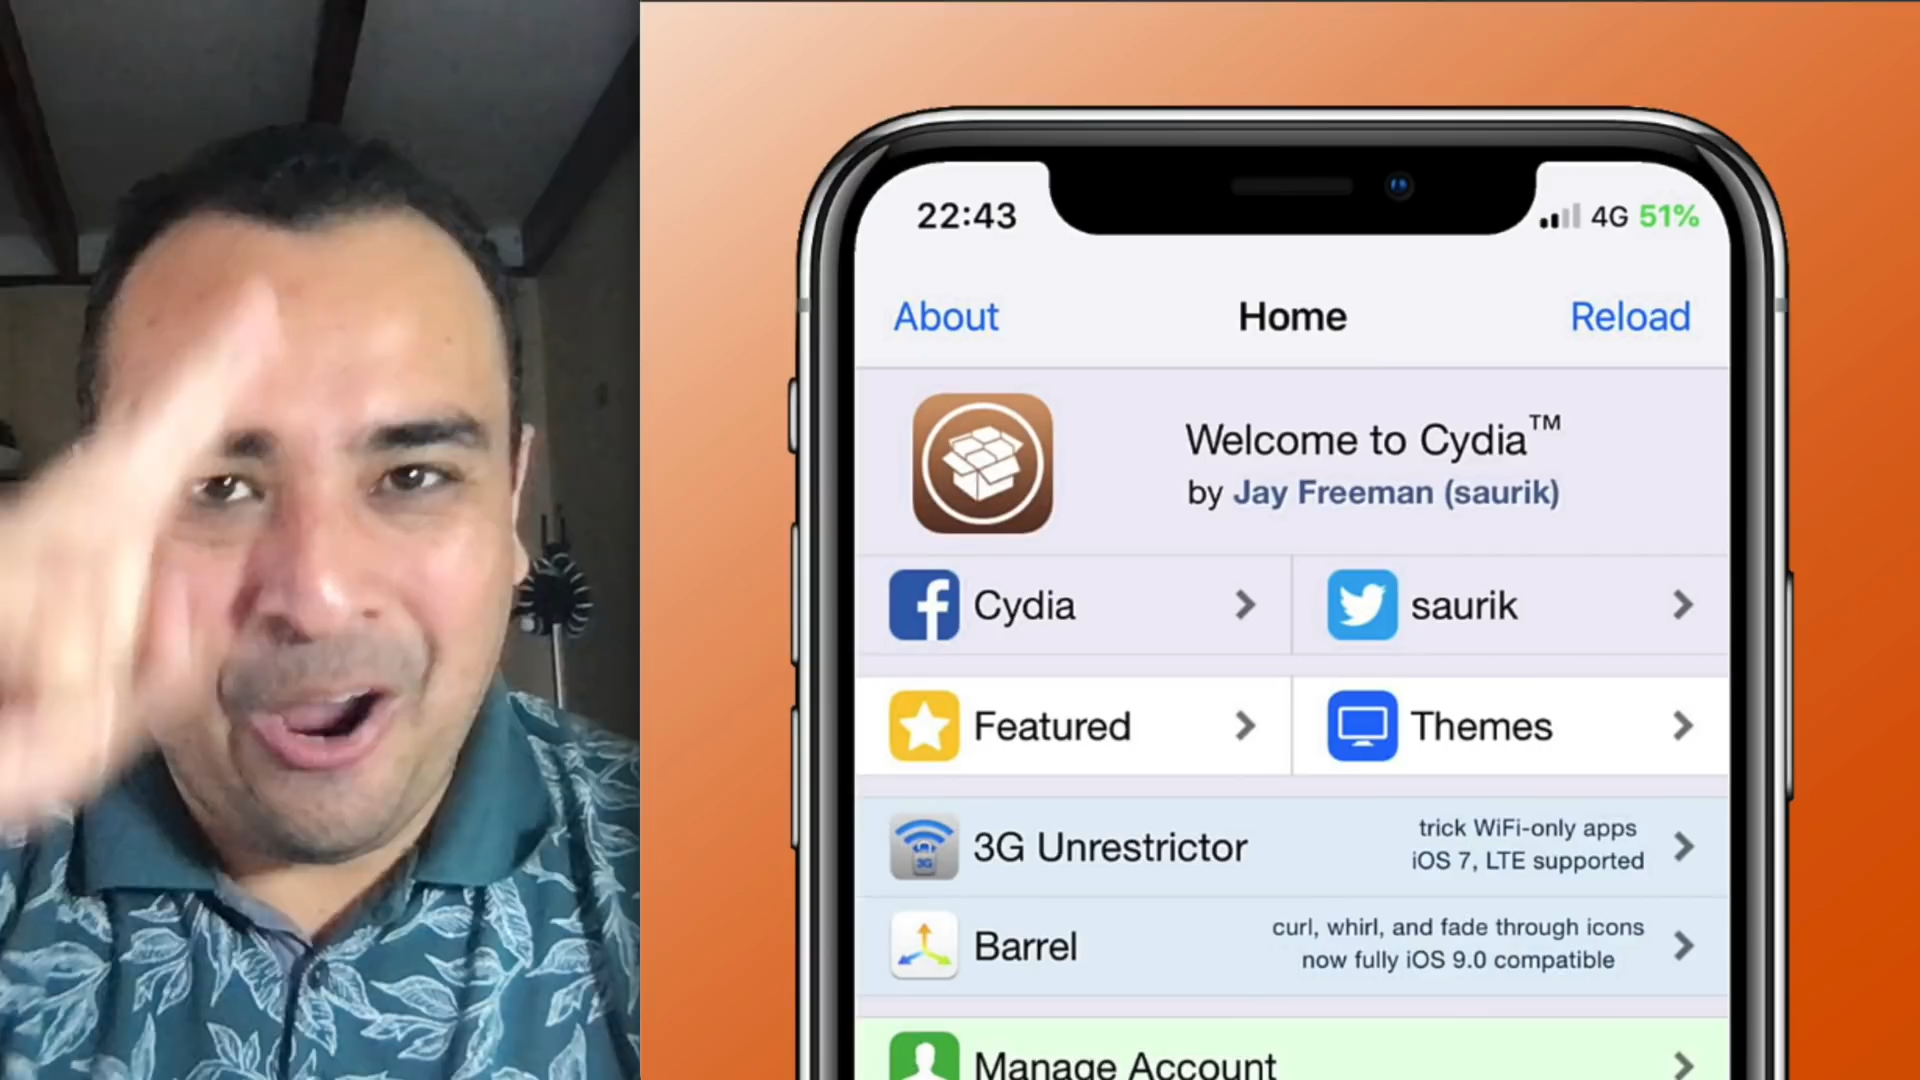 22:43
4G 51%
About
Home
Reload
Welcome to Cydia™
by Jay Freeman (saurik)
Cydia
saurik
Featured
Themes
3G Unrestrictor
trick WiFi-only apps
iOS 7, LTE supported
3G
Barrel
curl, whirl, and fade through icons
now fully iOS 9.0 compatible
Manage Account